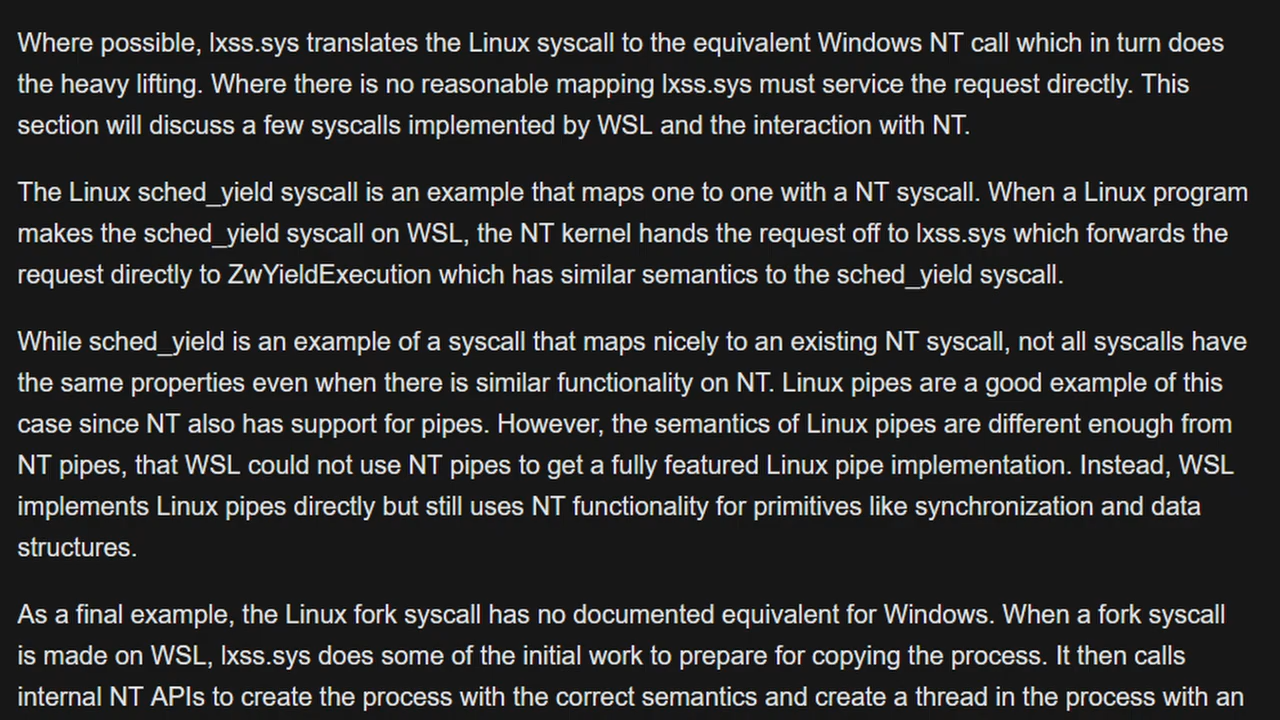 Where possible, lxss.sys translates the Linux syscall to the equivalent Windows NT call which in turn does
the heavy lifting. Where there is no reasonable mapping lxss.sys must service the request directly. This
section will discuss a few syscalls implemented by WSL and the interaction with NT.
The Linux sched_yield syscall is an example that maps one to one with a NT syscall. When a Linux program
makes the sched_yield syscall on WSL, the NT kernel hands the request off to lxss.sys which forwards the
request directly to ZwYieldExecution which has similar semantics to the sched_yield syscall.
While sched_yield is an example of a syscall that maps nicely to an existing NT syscall, not all syscalls have
the same properties even when there is similar functionality on NT. Linux pipes are a good example of this
case since NT also has support for pipes. However, the semantics of Linux pipes are different enough from
NT pipes, that WSL could not use NT pipes to get a fully featured Linux pipe implementation. Instead, WSL
implements Linux pipes directly but still uses NT functionality for primitives like synchronization and data
structures.
As a final example, the Linux fork syscall has no documented equivalent for Windows. When a fork syscall
is made on WSL, lxss.sys does some of the initial work to prepare for copying the process. It then calls
internal NT APIs to create the process with the correct semantics and create a thread in the process with an